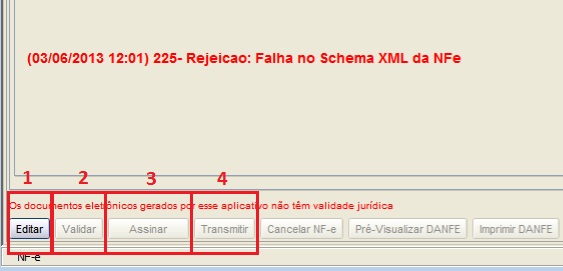 (03/06/2013 12:01) 225- Rejeicao: Falha no Schema XML da NFe
1 2 3 4
Os documentos eletrônicos gerados por esse aplicativo não têm validade jurídica
Editar Validar Assinar Transmitir Cancelar NF-e Pré-Visualizar DANFE Imprimir DANFE
NF-e